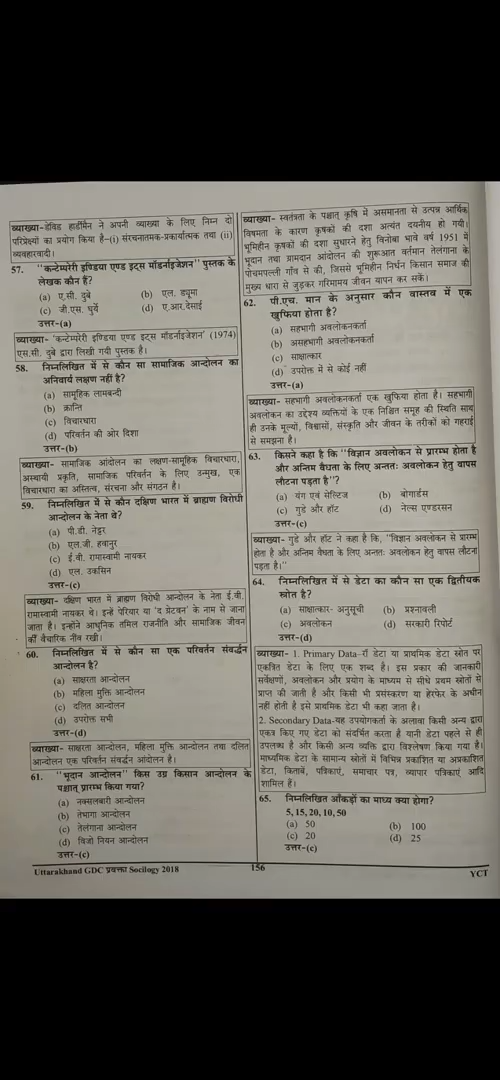 व्याख्या–डेविड हार्डीमैन ने अपनी व्याख्या के लिए निम्न दो
परिप्रेक्ष्यों का प्रयोग किया है–(i) संरचनात्मक-प्रकार्यात्मक तथा (ii)
व्यवहारवादी।
57. ''कन्टेम्परेरी इण्डिया एण्ड इट्स मॉडर्नाइजेशन'' पुस्तक के
लेखक कौन हैं?
(a) ए.सी. दुबे (b) एल. ड्यूमा
(c) जी.एस. घुर्ये (d) ए.आर.देसाई
उत्तर-(a)
व्याख्या- 'कन्टेम्परेरी इण्डिया एण्ड इट्स मॉडर्नाइजेशन' (1974)
एस.सी. दुबे द्वारा लिखी गयी पुस्तक है।
58. निम्नलिखित में से कौन सा सामाजिक आन्दोलन का
अनिवार्य लक्षण नहीं है?
(a) सामूहिक लामबन्दी
(b) क्रान्ति
(c) विचारधारा
(d) परिवर्तन की ओर दिशा
उत्तर-(b)
व्याख्या- सामाजिक आंदोलन का लक्षण-सामूहिक विचारधारा,
अस्थायी प्रकृति, सामाजिक परिवर्तन के लिए उन्मुख, एक
विचारधारा का अस्तित्व, संरचना और संगठन है।
59. निम्नलिखित में से कौन दक्षिण भारत में ब्राह्मण विरोधी
आन्दोलन के नेता थे?
(a) पी.डी. नेट्टर
(b) एल.जी. हवानुर
(c) ई.वी. रामास्वामी नायकर
(d) एल. उकसिन
उत्तर-(c)
व्याख्या- दक्षिण भारत में ब्राह्मण विरोधी आन्दोलन के नेता ई.वी.
रामास्वामी नायकर थे। इन्हें पेरियार या 'द ग्रेटवन' के नाम से जाना
जाता है। इन्होंने आधुनिक तमिल राजनीति और सामाजिक जीवन
की वैचारिक नींव रखी।
60. निम्नलिखित में से कौन सा एक परिवर्तन संवर्द्धन
आन्दोलन है?
(a) साक्षरता आन्दोलन
(b) महिला मुक्ति आन्दोलन
(c) दलित आन्दोलन
(d) उपरोक्त सभी
उत्तर-(d)
व्याख्या- साक्षरता आन्दोलन, महिला मुक्ति आन्दोलन तथा दलित
आन्दोलन एक परिवर्तन संवर्द्धन आंदोलन है।
61. ''भूदान आन्दोलन'' किस उग्र किसान आन्दोलन के
पश्चात् प्रारम्भ किया गया?
(a) नक्सलबारी आन्दोलन
(b) तेभागा आन्दोलन
(c) तेलंगाना आन्दोलन
(d) विजो नियन आन्दोलन
उत्तर-(c)
व्याख्या- स्वतंत्रता के पश्चात् कृषि में असमानता से उत्पन्न आर्थिक
विषमता के कारण कृषकों की दशा अत्यंत दयनीय हो गयी।
भूमिहीन कृषकों की दशा सुधारने हेतु विनोबा भावे वर्ष 1951 में
भूदान तथा ग्रामदान आंदोलन की शुरूआत वर्तमान तेलंगाना के
पोचमपल्ली गाँव से की, जिससे भूमिहीन निर्धन किसान समाज की
मुख्य धारा से जुड़कर गरिमामय जीवन यापन कर सकें।
62. पी.एच. मान के अनुसार कौन वास्तव में एक
खुफिया होता है?
(a) सहभागी अवलोकनकर्ता
(b) असहभागी अवलोकनकर्ता
(c) साक्षात्कार
(d) उपरोक्त में से कोई नहीं
उत्तर-(a)
व्याख्या- सहभागी अवलोकनकर्ता एक खुफिया होता है। सहभागी
अवलोकन का उद्देश्य व्यक्तियों के एक निश्चित समूह की स्थिति साथ
ही उनके मूल्यों, विश्वासों, संस्कृति और जीवन के तरीकों को गहराई
से समझना है।
63. किसने कहा है कि ''विज्ञान अवलोकन से प्रारम्भ होता है
और अन्तिम वैधता के लिए अन्ततः अवलोकन हेतु वापस
लौटना पड़ता है''?
(a) यंग एवं मेल्टिज (b) बोगार्डस
(c) गुडे और हॉट (d) नेल्स एण्डरसन
उत्तर-(c)
व्याख्या- गुडे और हॉट ने कहा है कि, ''विज्ञान अवलोकन से प्रारम्भ
होता है और अन्तिम वैधता के लिए अन्ततः अवलोकन हेतु वापस लौटना
पड़ता है।''
64. निम्नलिखित में से डेटा का कौन सा एक द्वितीयक
स्रोत है?
(a) साक्षात्कार- अनुसूची (b) प्रश्नावली
(c) अवलोकन (d) सरकारी रिपोर्ट
उत्तर-(d)
व्याख्या- 1. Primary Data-रॉ डेटा या प्राथमिक डेटा स्रोत पर
एकत्रित डेटा के लिए एक शब्द है। इस प्रकार की जानकारी
सर्वेक्षणों, अवलोकन और प्रयोग के माध्यम से सीधे प्रथम स्रोतों से
प्राप्त की जाती है और किसी भी प्रसंस्करण या हेरफेर के अधीन
नहीं होती है इसे प्राथमिक डेटा भी कहा जाता है।
2. Secondary Data-यह उपयोगकर्ता के अलावा किसी अन्य द्वारा
एकत्र किए गए डेटा को संदर्भित करता है यानी डेटा पहले से ही
उपलब्ध है और किसी अन्य व्यक्ति द्वारा विश्लेषण किया गया है।
माध्यमिक डेटा के सामान्य स्रोतों में विभिन्न प्रकाशित या अप्रकाशित
डेटा, किताबें, पत्रिकाएं, समाचार पत्र, व्यापार पत्रिकाएं आदि
शामिल हैं।
65. निम्नलिखित आँकड़ों का माध्य क्या होगा?
5, 15, 20, 10, 50
(a) 50 (b) 100
(c) 20 (d) 25
उत्तर-(c)
Uttarakhand GDC प्रवक्ता Socilogy 2018 156 YCT